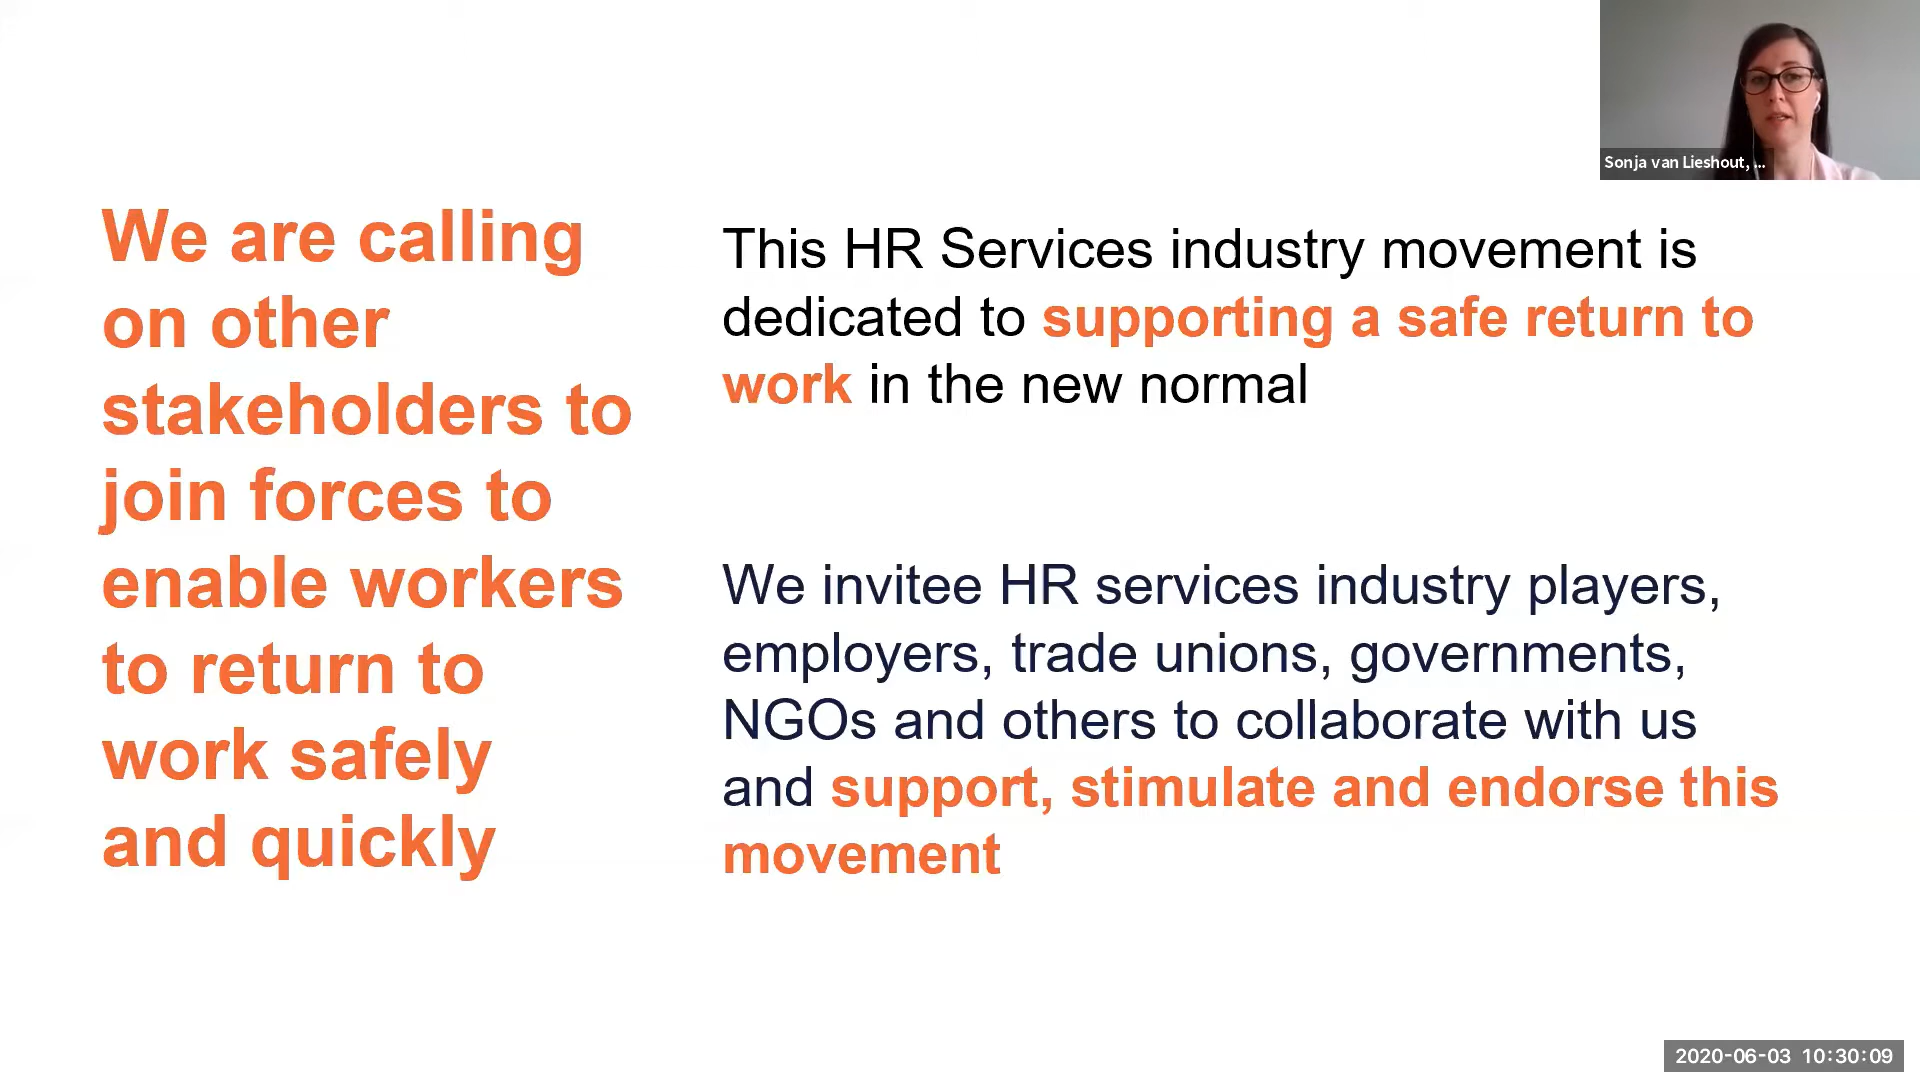 Sonja van Lieshout, ...
We are calling
on other
stakeholders to
join forces to
enable workers
to return to
work safely
and quickly
This HR Services industry movement is
dedicated to supporting a safe return to
work in the new normal
We invitee HR services industry players,
employers, trade unions, governments,
NGOs and others to collaborate with us
and support, stimulate and endorse this
movement
2020-06-03 10:30:09